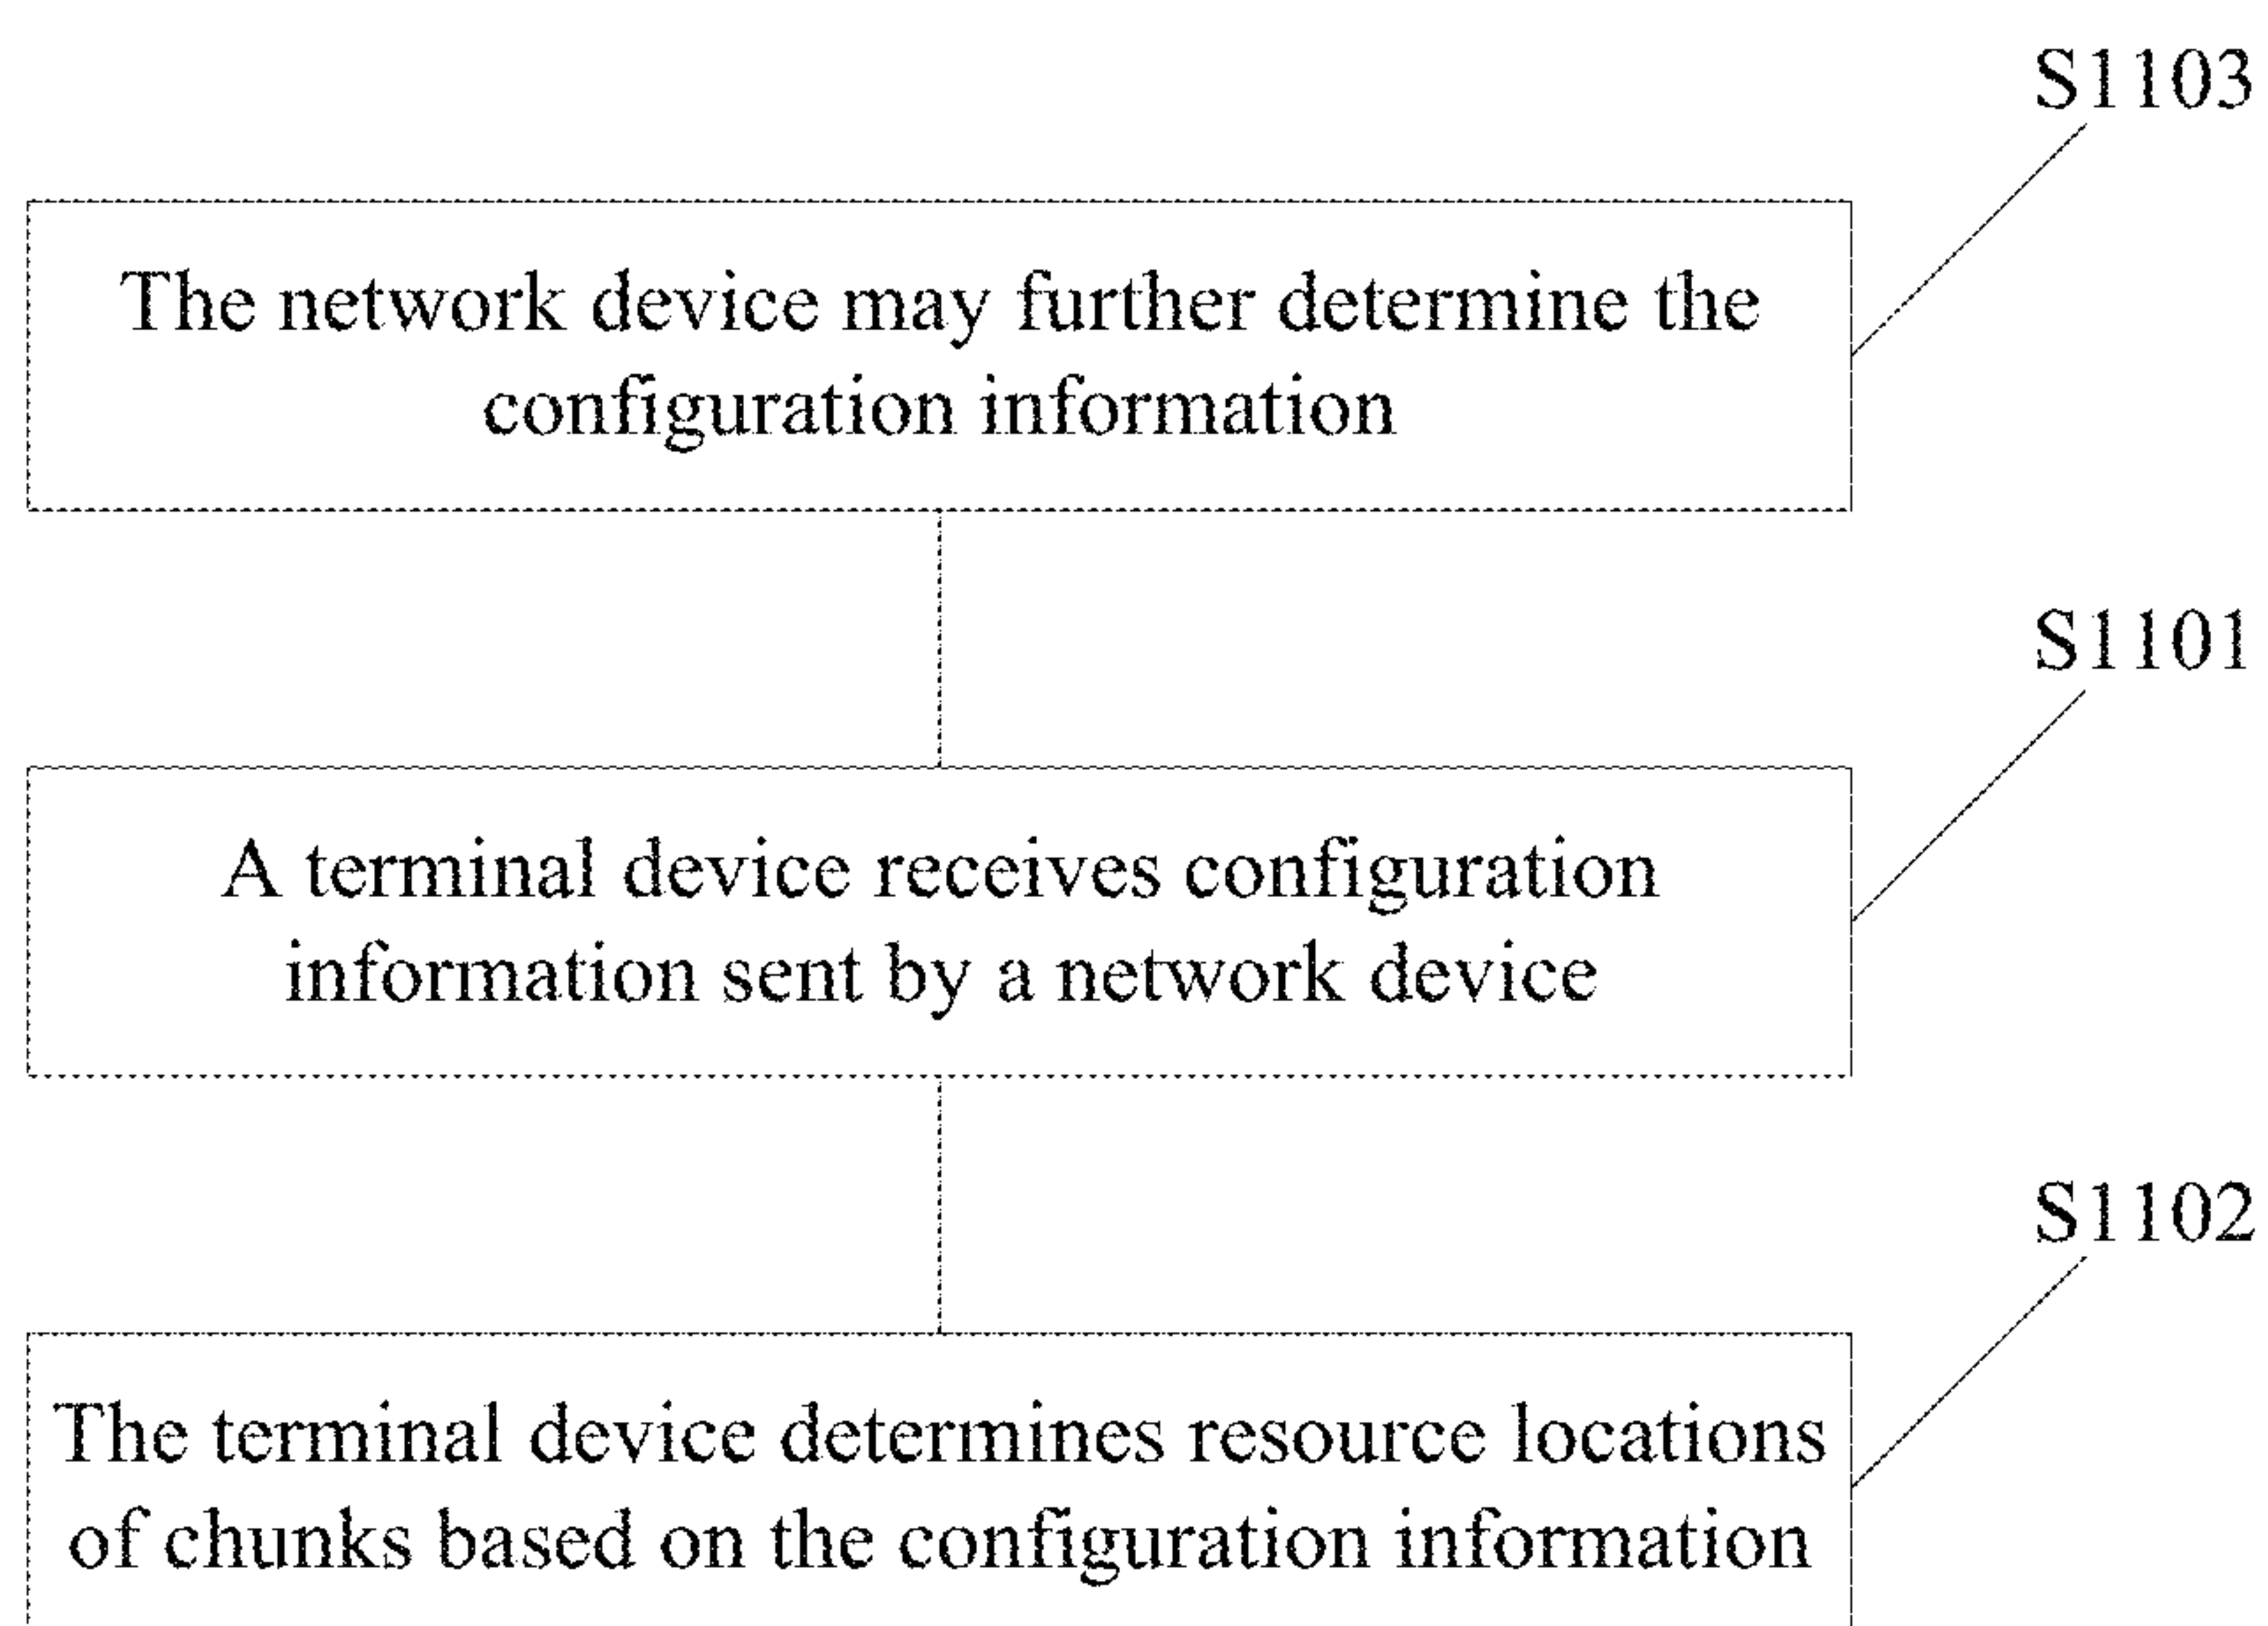 S1103
The network device may further determine the
configuration information
S1101
A terminal device receives configuration
information sent by a network device
S1102
The terminal device determines resource locations
of chunks based on the configuration information